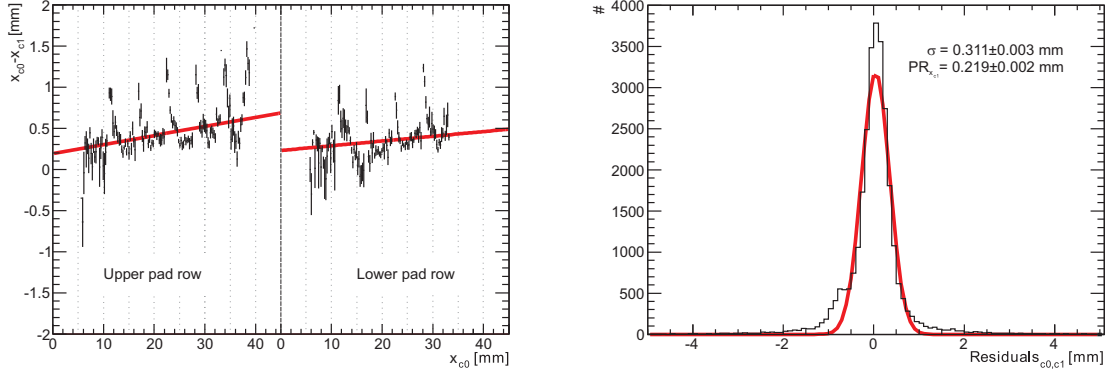 x_c0-x_c1 [mm]
2
1.5
1
0.5
0
-0.5
-1
-1.5
-2
Upper pad row
Lower pad row
0 10 20 30 40 0 10 20 30 40
x_c0 [mm]
#
4000
3500
3000
2500
2000
1500
1000
500
0
σ = 0.311±0.003 mm
PR_x_c1 = 0.219±0.002 mm
-4 -2 0 2 4
Residuals_c0,c1 [mm]